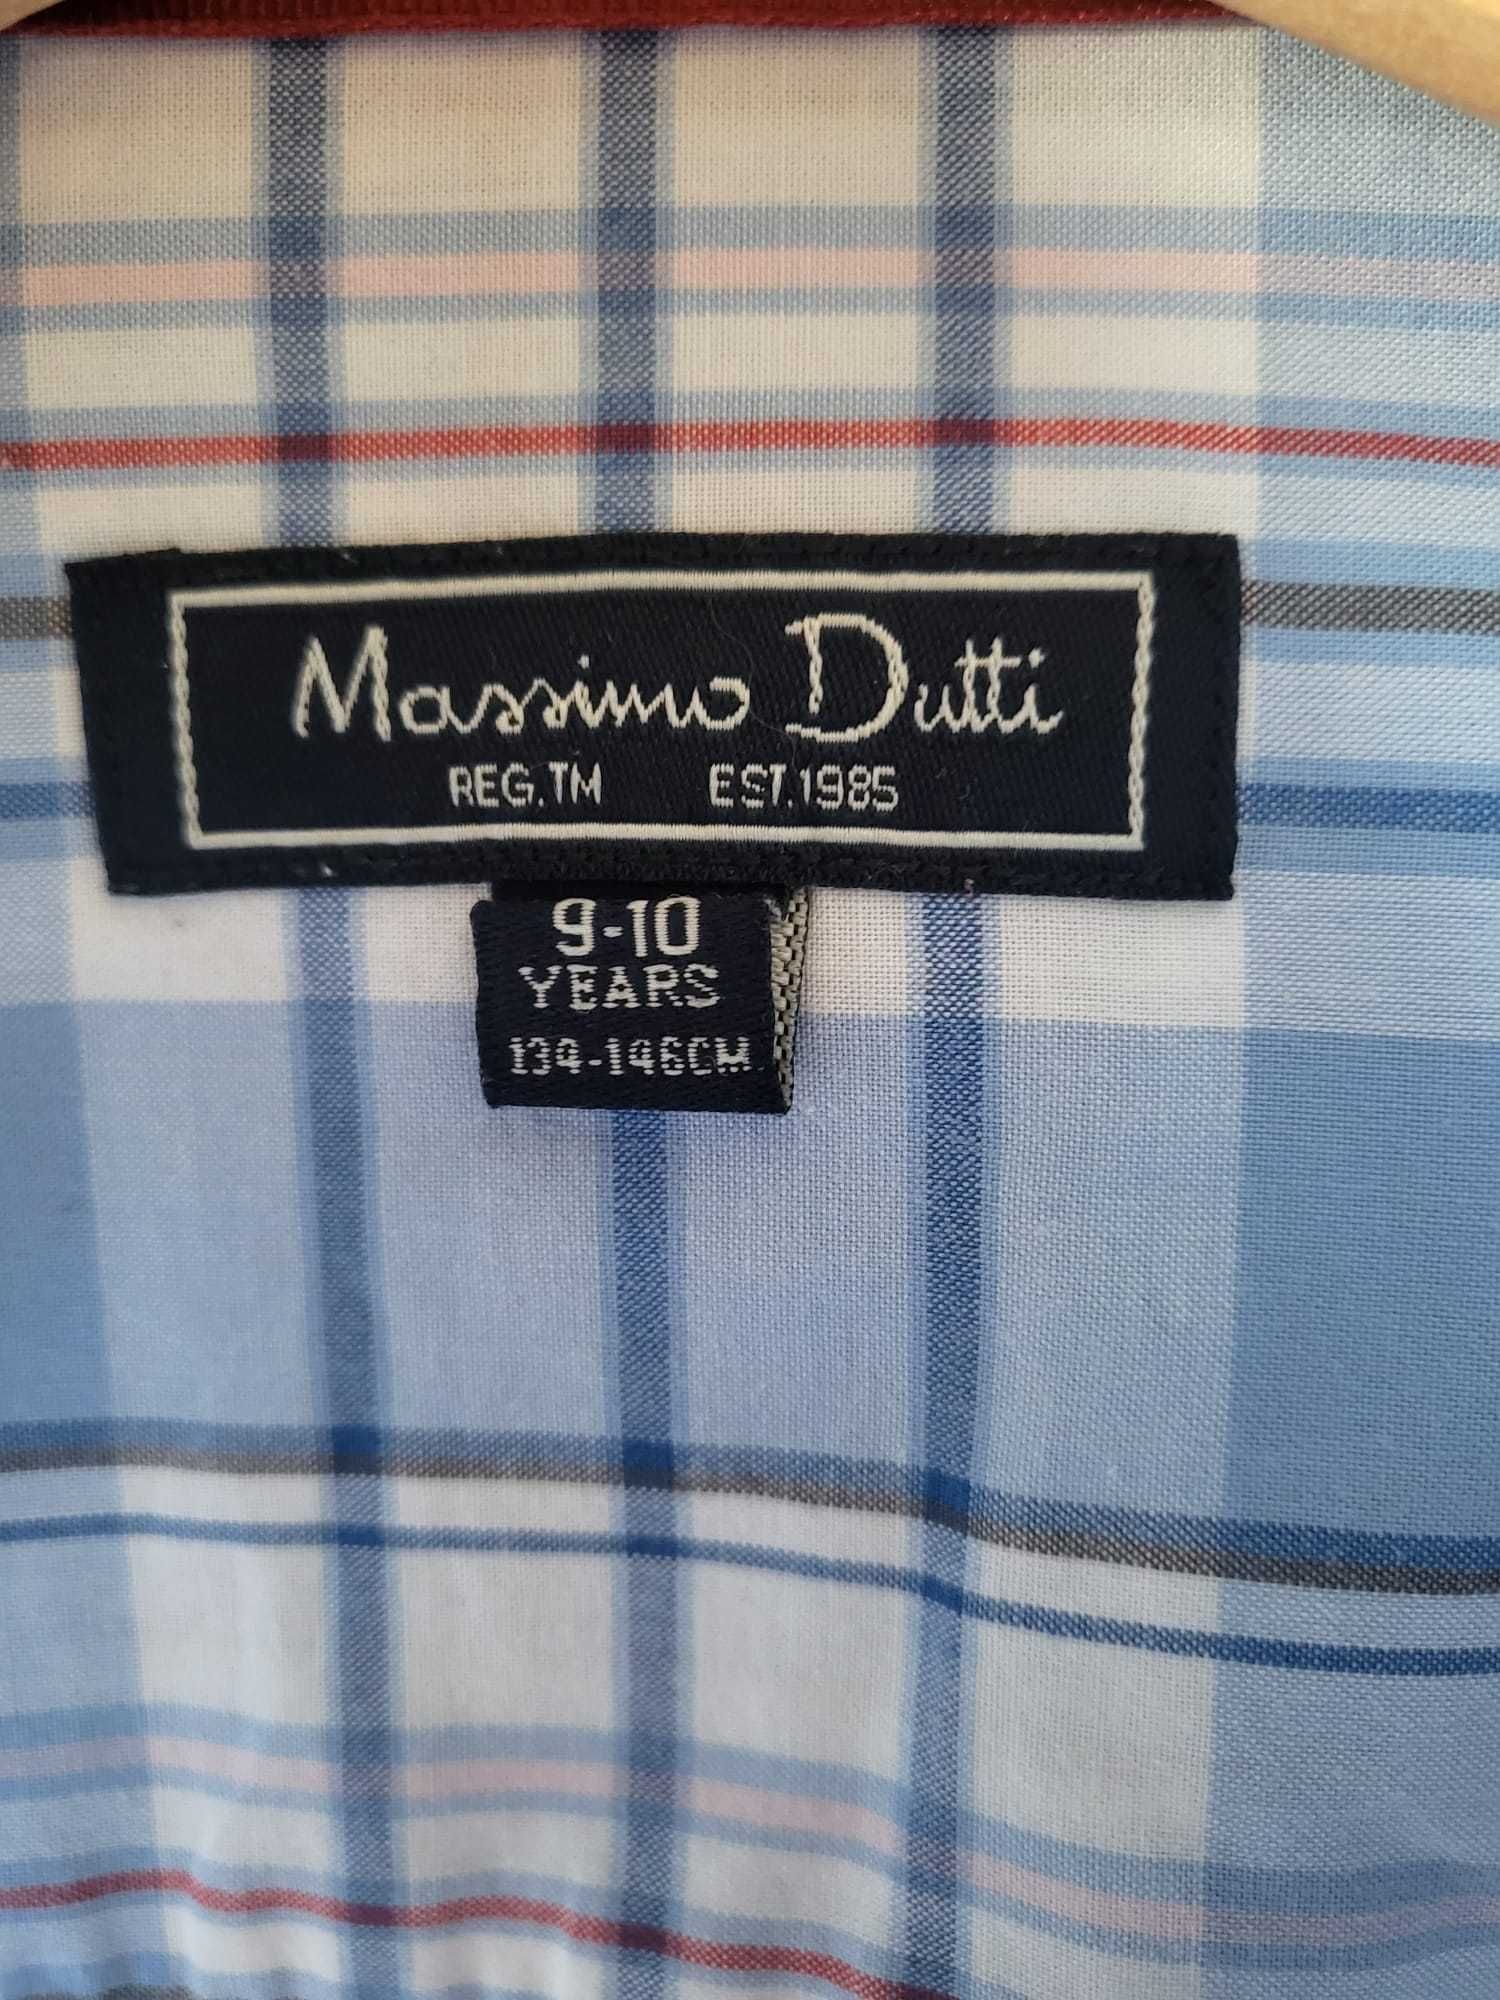 Massimo Dutti
REG.TM EST.1985
9-10
YEARS
134-146CM